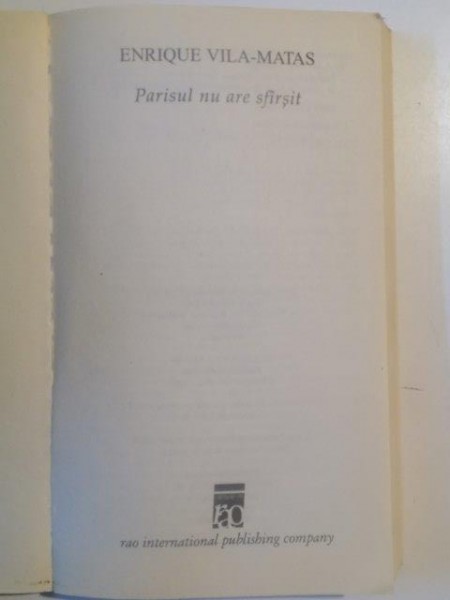 ENRIQUE VILA-MATAS
Parisul nu are sfîrşit
rao
rao international publishing company